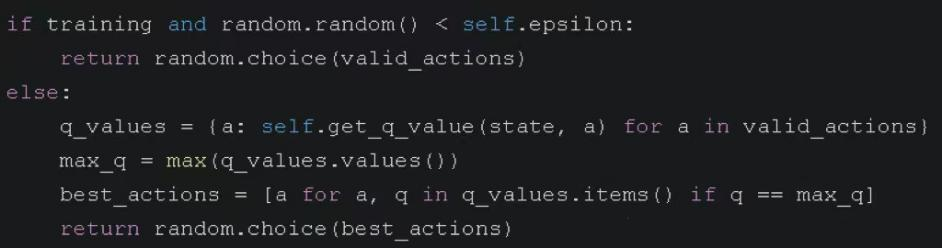 if training and random.random() < self.epsilon:
    return random.choice(valid_actions)
else:
    q_values = {a: self.get_q_value(state, a) for a in valid_actions}
    max_q = max(q_values.values())
    best_actions = [a for a, q in q_values.items() if q == max_q]
    return random.choice(best_actions)